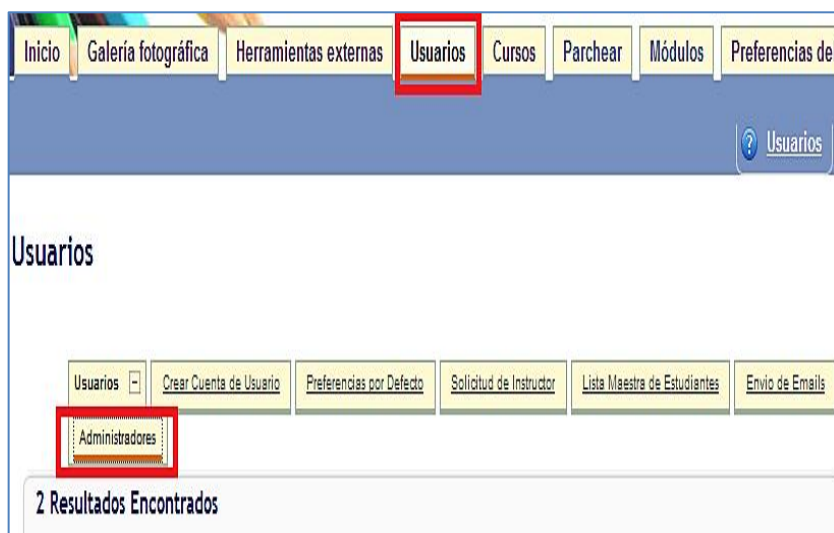 Inicio Galería fotográfica Herramientas externas Usuarios Cursos Parchear Módulos Preferencias de
? Usuarios
Usuarios
Usuarios Crear Cuenta de Usuario Preferencias por Defecto Solicitud de Instructor Lista Maestra de Estudiantes Envio de Emails
Administradores
2 Resultados Encontrados